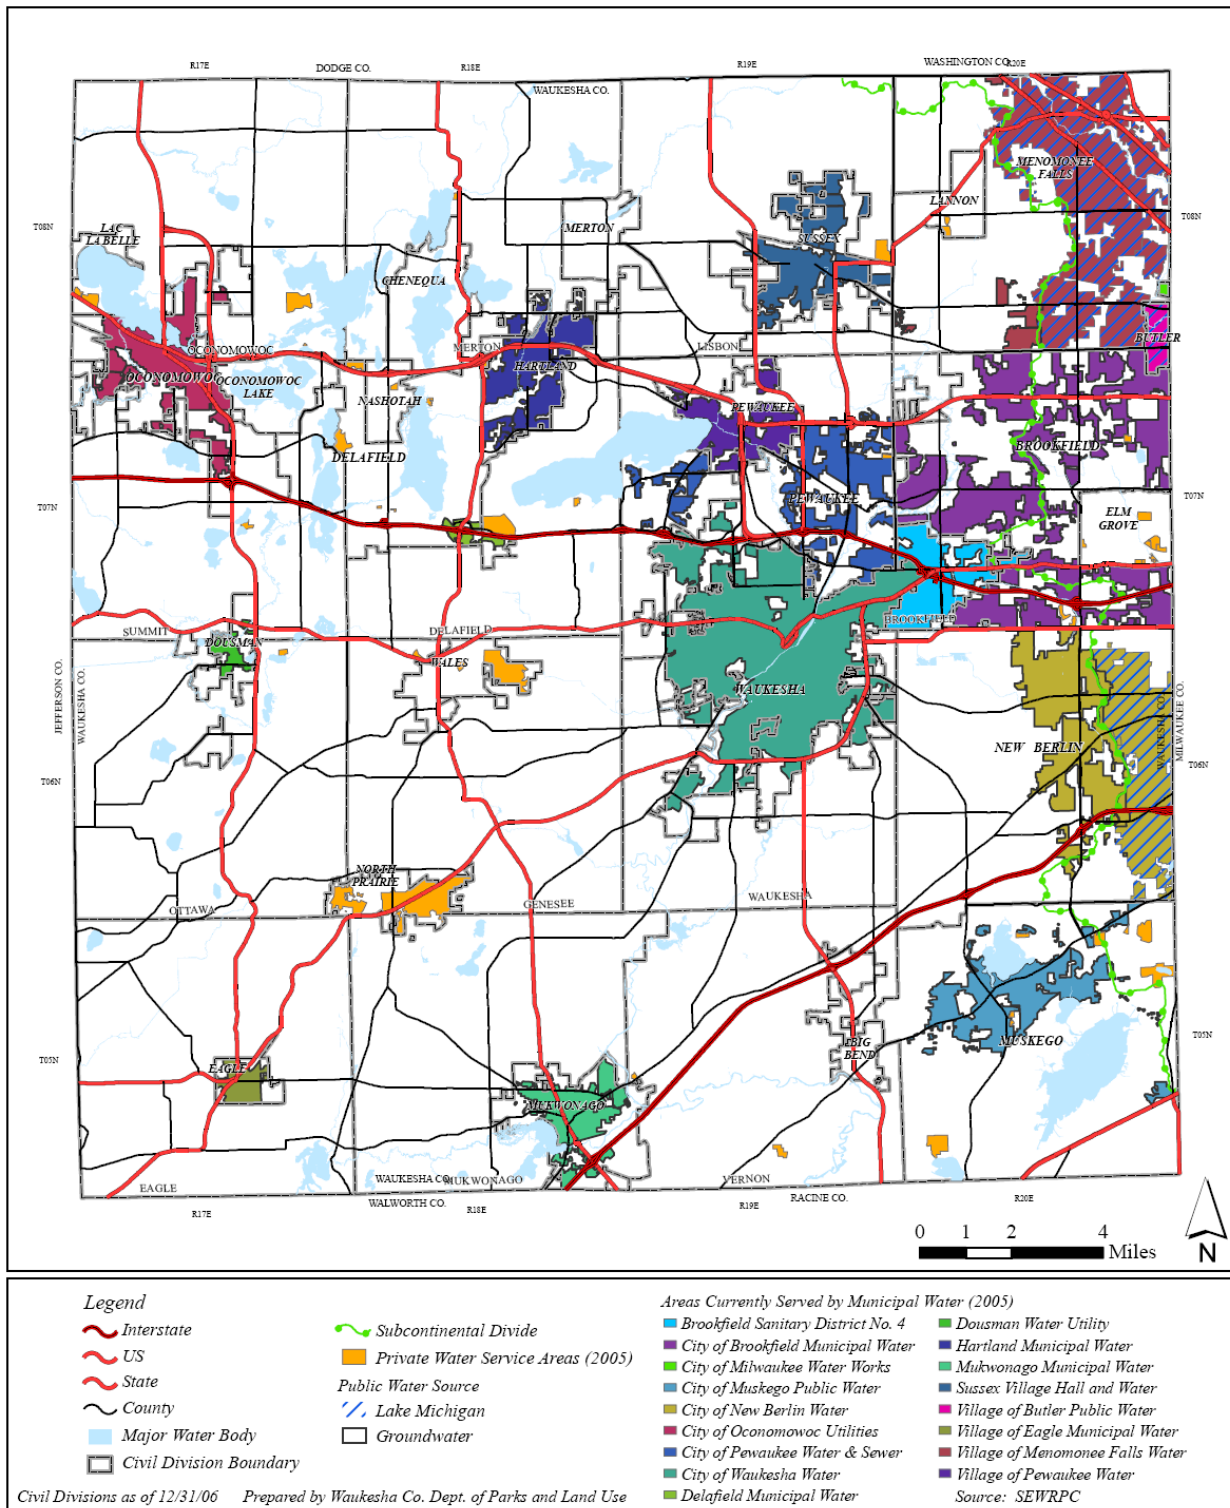 R17E
DODGE CO.
R18E
R19E
WASHINGTON CO.
R20E
WAUKESHA CO.
MENOMONEE
FALLS
LANNON
T08N
T08N
LAC
LA BELLE
MERTON
SUSSEX
CHENEQUA
OCONOMOWOC
MERTON
LISBON
BUTLER
HARTLAND
OCONOMOWOC
OCONOMOWOC
LAKE
NASHOTAH
PEWAUKEE
BROOKFIELD
DELAFIELD
PEWAUKEE
T07N
T07N
ELM
GROVE
SUMMIT
DELAFIELD
BROOKFIELD
DOUSMAN
WALES
WAUKESHA
JEFFERSON CO.
WAUKESHA CO.
NEW BERLIN
WAUKESHA CO.
MILWAUKEE CO.
T06N
T06N
NORTH
PRAIRIE
OTTAWA
GENESEE
WAUKESHA
T05N
T05N
MUSKEGO
BIG
BEND
EAGLE
MUKWONAGO
EAGLE
WAUKESHA CO.
MUKWONAGO
WALWORTH CO.
VERNON
RACINE CO.
R17E
R18E
R19E
R20E
0 1 2 4 Miles
N
Legend
Interstate
US
State
County
Major Water Body
Civil Division Boundary
Subcontinental Divide
Private Water Service Areas (2005)
Public Water Source
Lake Michigan
Groundwater
Areas Currently Served by Municipal Water (2005)
Brookfield Sanitary District No. 4
City of Brookfield Municipal Water
City of Milwaukee Water Works
City of Muskego Public Water
City of New Berlin Water
City of Oconomowoc Utilities
City of Pewaukee Water & Sewer
City of Waukesha Water
Delafield Municipal Water
Dousman Water Utility
Hartland Municipal Water
Mukwonago Municipal Water
Sussex Village Hall and Water
Village of Butler Public Water
Village of Eagle Municipal Water
Village of Menomonee Falls Water
Village of Pewaukee Water
Source: SEWRPC
Civil Divisions as of 12/31/06 Prepared by Waukesha Co. Dept. of Parks and Land Use